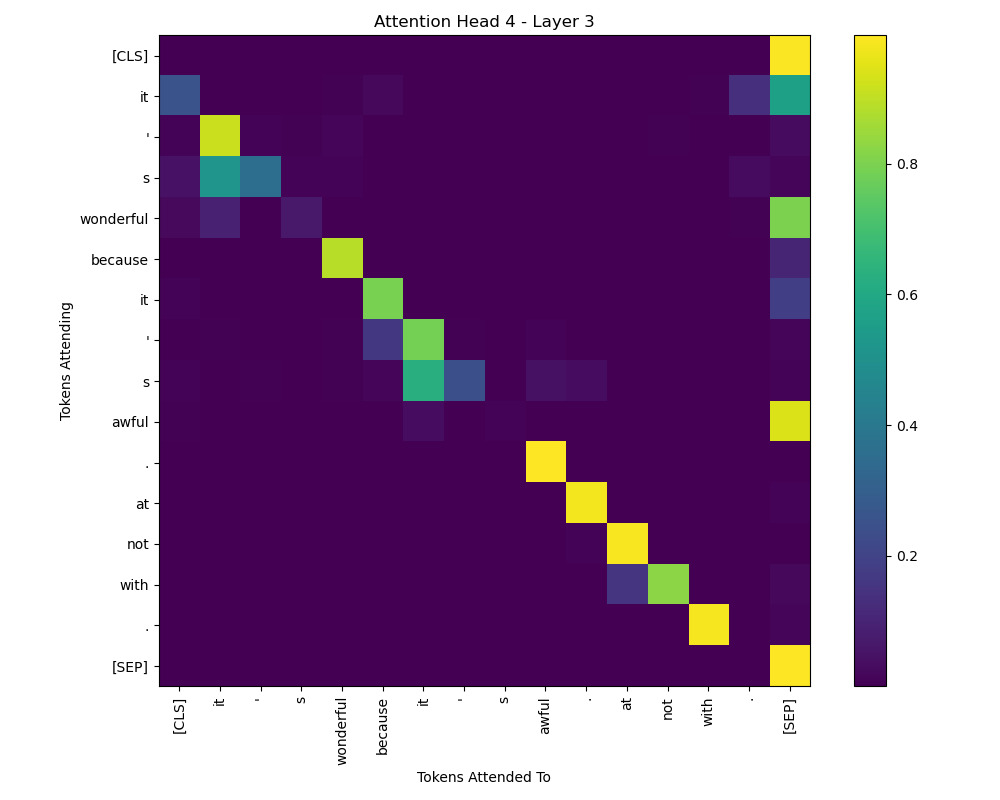 Attention Head 4 - Layer 3
[CLS]
it
'
s
wonderful
because
it
'
s
awful
.
at
not
with
.
[SEP]
Tokens Attending
[CLS]
it
'
s
wonderful
because
it
'
s
awful
.
at
not
with
.
[SEP]
Tokens Attended To
0.8
0.6
0.4
0.2